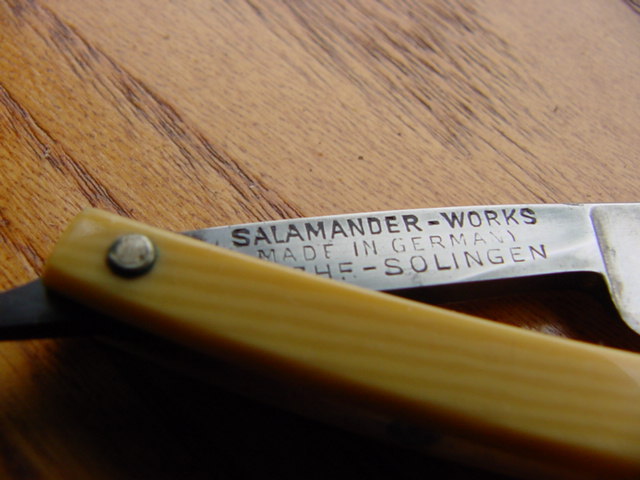 SALAMANDER-WORKS
MADE IN GERMANY
-SOLINGEN